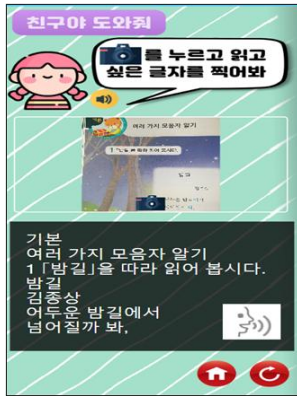 친구야 도와줘
를 누르고 읽고
싶은 글자를 찍어봐
여러 가지 모음자 알기
기본
여러 가지 모음자 알기
1 「밤길」을 따라 읽어 봅시다.
밤길
김종상
어두운 밤길에서
넘어질까 봐,